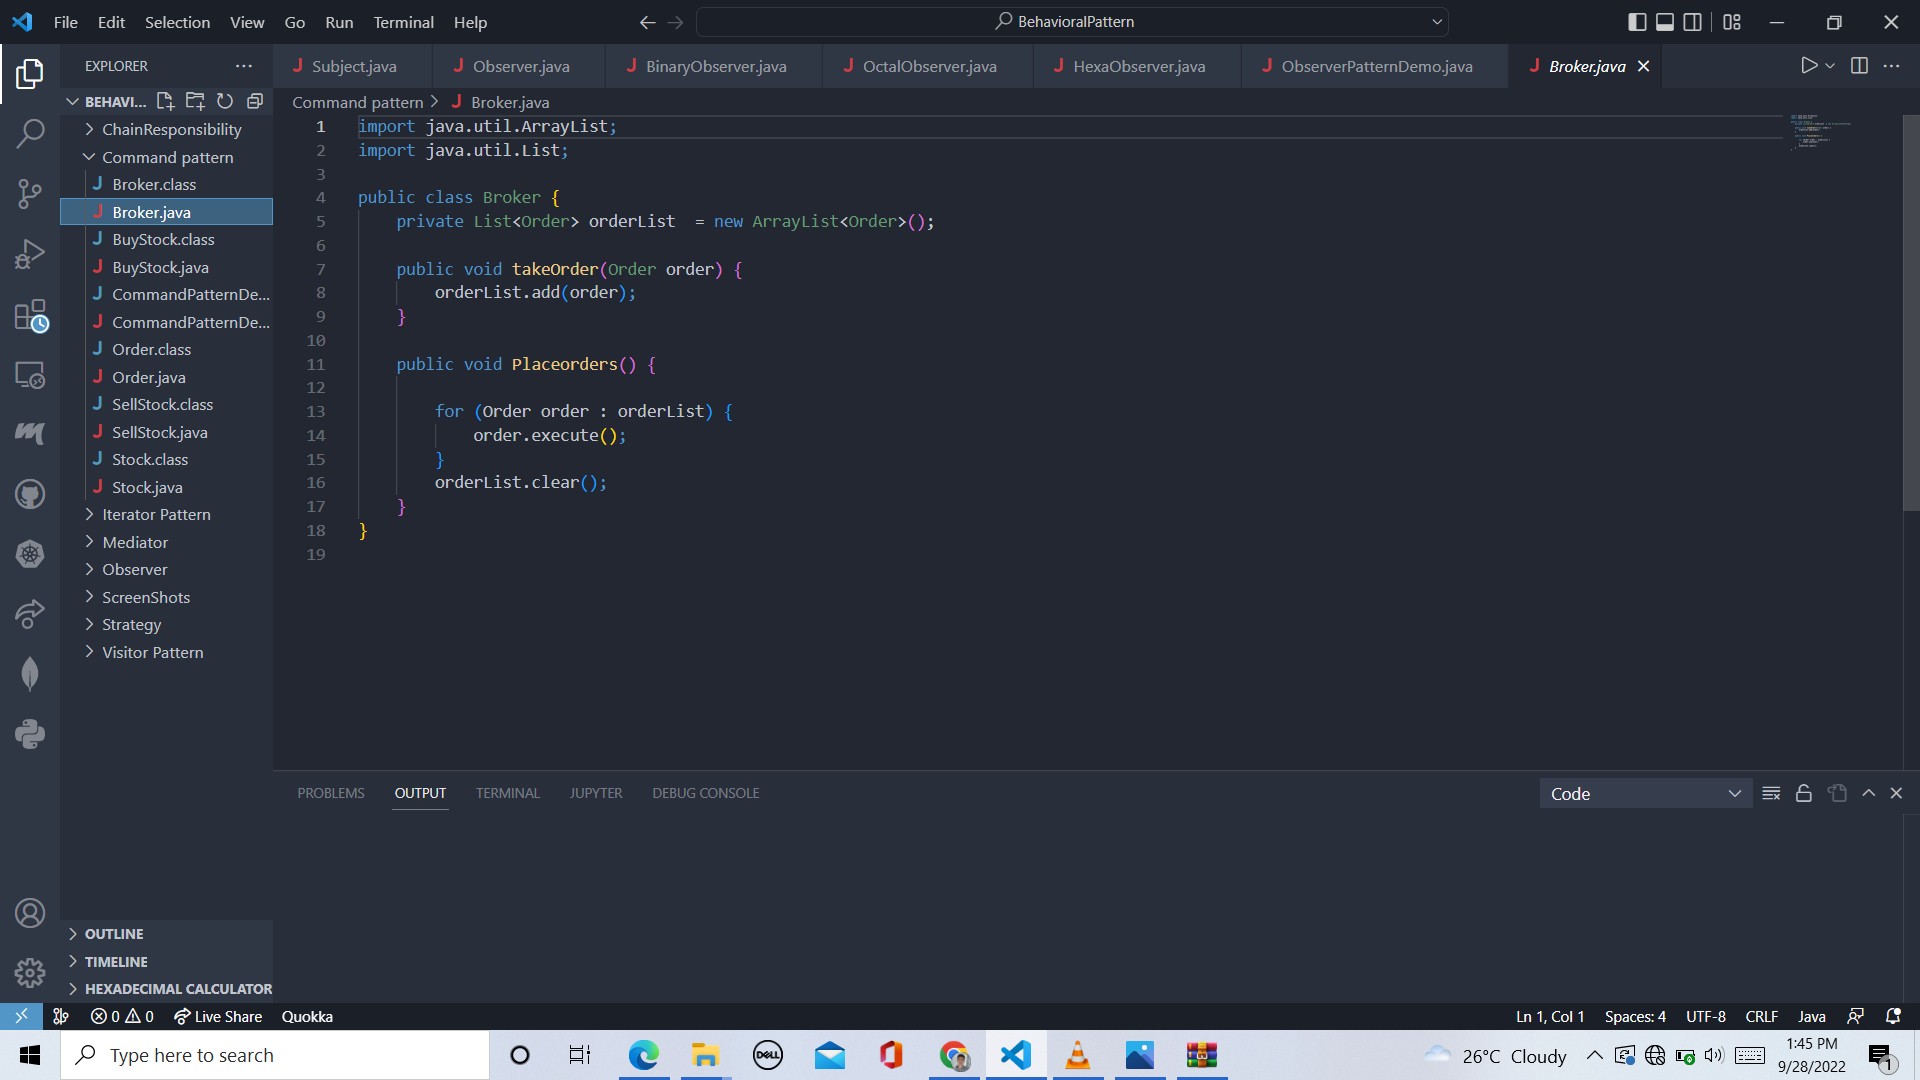 File Edit Selection View Go Run Terminal Help
BehavioralPattern
EXPLORER
Subject.java Observer.java BinaryObserver.java OctalObserver.java HexaObserver.java ObserverPatternDemo.java Broker.java
BEHAVI...
Command pattern > Broker.java
ChainResponsibility
Command pattern
Broker.class
Broker.java
BuyStock.class
BuyStock.java
CommandPatternDe...
CommandPatternDe...
Order.class
Order.java
SellStock.class
SellStock.java
Stock.class
Stock.java
Iterator Pattern
Mediator
Observer
ScreenShots
Strategy
Visitor Pattern
OUTLINE
TIMELINE
HEXADECIMAL CALCULATOR
1 import java.util.ArrayList;
2 import java.util.List;
3
4 public class Broker {
5 private List<Order> orderList  = new ArrayList<Order>();
6
7 public void takeOrder(Order order) {
8 orderList.add(order);
9 }
10
11 public void Placeorders() {
12
13 for (Order order : orderList) {
14 order.execute();
15 }
16 orderList.clear();
17 }
18 }
19
PROBLEMS OUTPUT TERMINAL JUPYTER DEBUG CONSOLE
Code
0 0 Live Share Quokka
Ln 1, Col 1 Spaces: 4 UTF-8 CRLF Java
Type here to search
DELL
26°C Cloudy
1:45 PM
9/28/2022
1